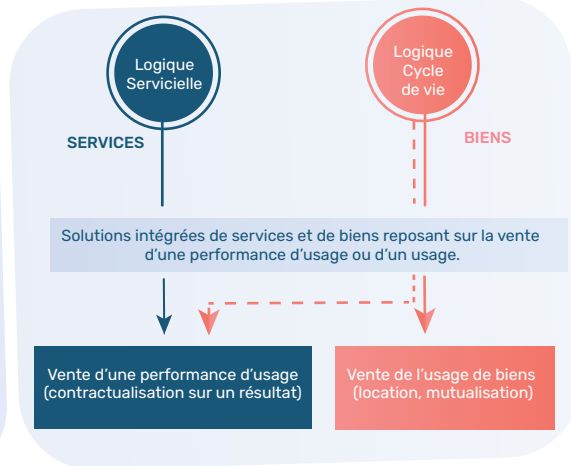 Logique
Servicielle
Logique
Cycle
de vie
SERVICES
BIENS
Solutions intégrées de services et de biens reposant sur la vente
d'une performance d'usage ou d'un usage.
Vente d'une performance d'usage
(contractualisation sur un résultat)
Vente de l'usage de biens
(location, mutualisation)